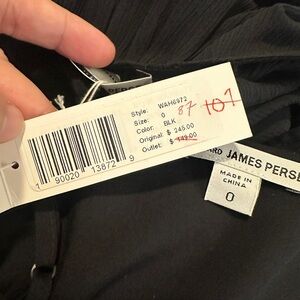 PERSE
Style: WAH6972
Size: 0
Color: BLK
Original: $ 245.00
Outlet: $ 149.00
87
107
1 90020 13872 9
JAMES PERSE
MADE IN
CHINA
0